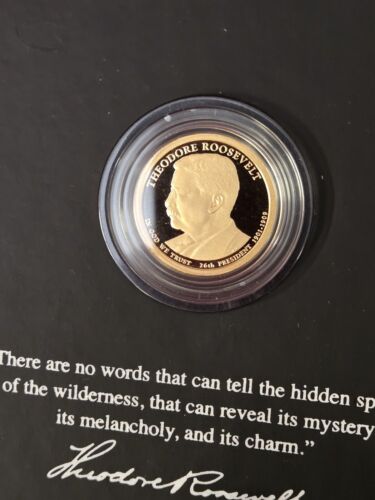 THEODORE ROOSEVELT
IN GOD WE TRUST 26th PRESIDENT 1901-1909
There are no words that can tell the hidden sp
of the wilderness, that can reveal its mystery
its melancholy, and its charm.”
Theodore Roosevelt